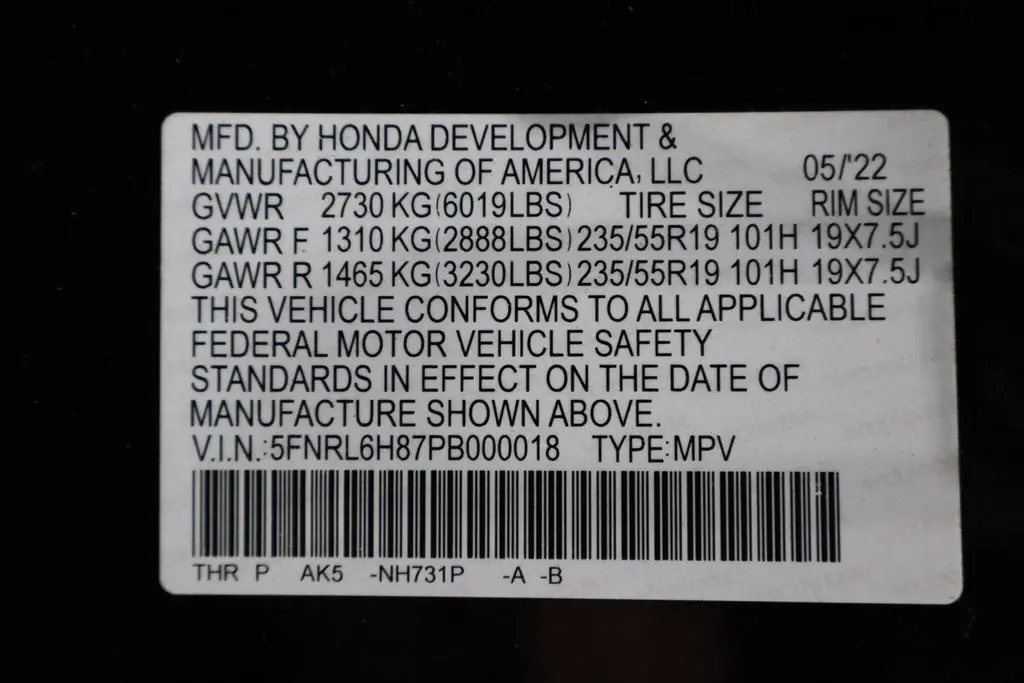 MFD. BY HONDA DEVELOPMENT &
MANUFACTURING OF AMERICA, LLC 05/'22
GVWR 2730 KG(6019LBS) TIRE SIZE RIM SIZE
GAWR F 1310 KG(2888LBS) 235/55R19 101H 19X7.5J
GAWR R 1465 KG(3230LBS) 235/55R19 101H 19X7.5J
THIS VEHICLE CONFORMS TO ALL APPLICABLE
FEDERAL MOTOR VEHICLE SAFETY
STANDARDS IN EFFECT ON THE DATE OF
MANUFACTURE SHOWN ABOVE.
V.I.N.:5FNRL6H87PB000018 TYPE:MPV
THR P AK5 -NH731P -A -B